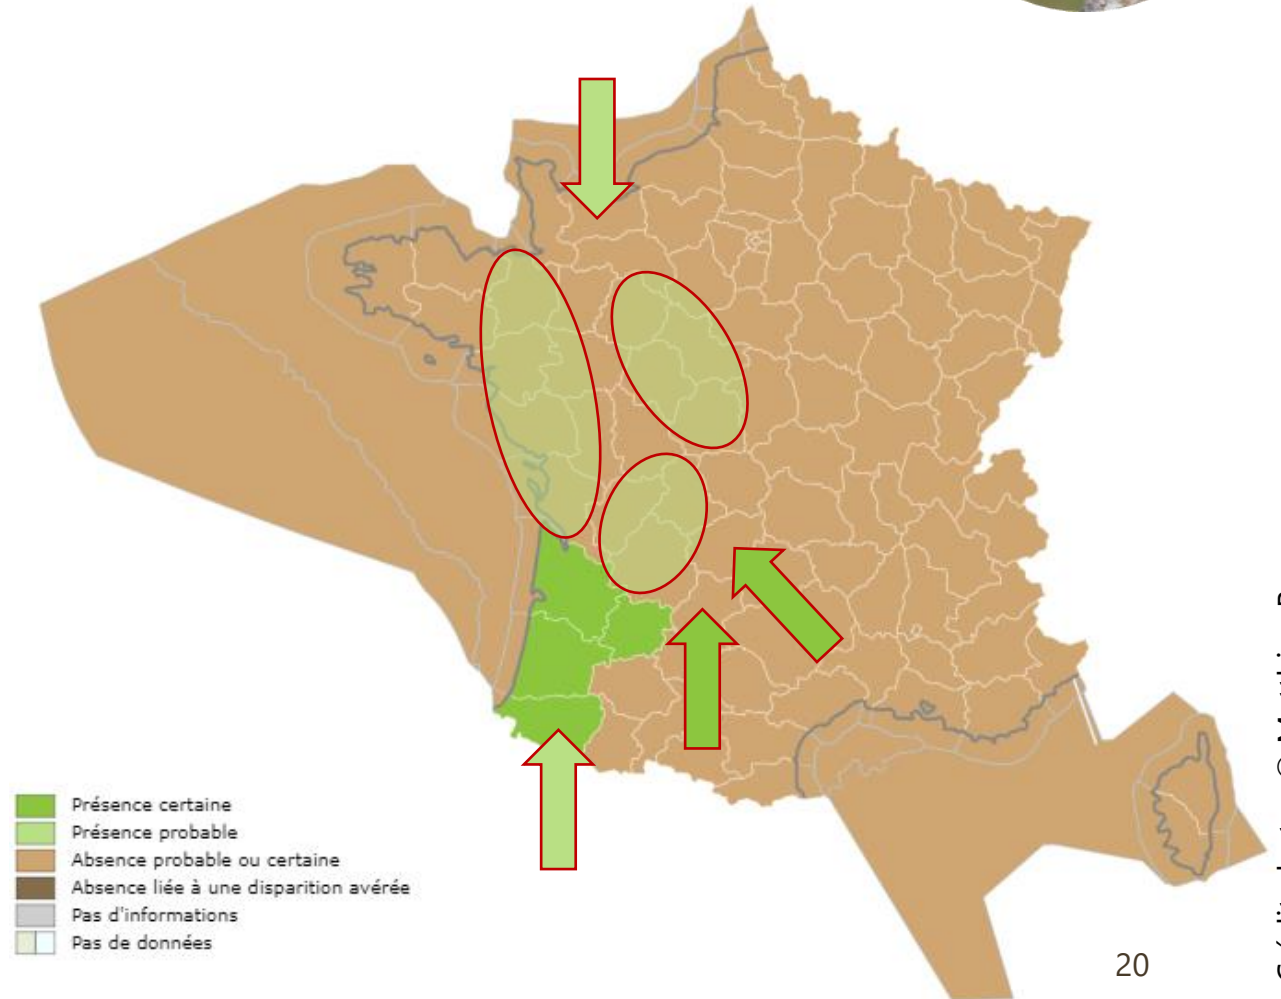 Présence certaine
Présence probable
Absence probable ou certaine
Absence liée à une disparition avérée
Pas d'informations
Pas de données
20